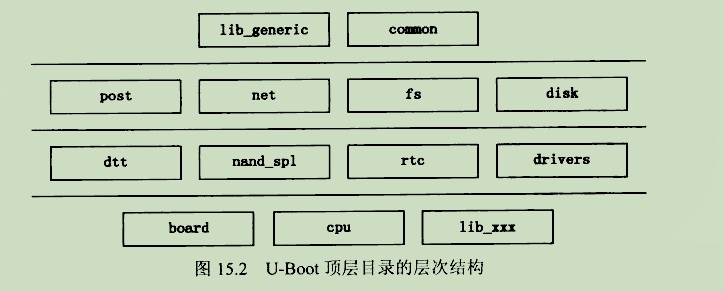 lib_generic common
post net fs disk
dtt nand_spl rtc drivers
board cpu lib_xxx
图 15.2 U-Boot 顶层目录的层次结构